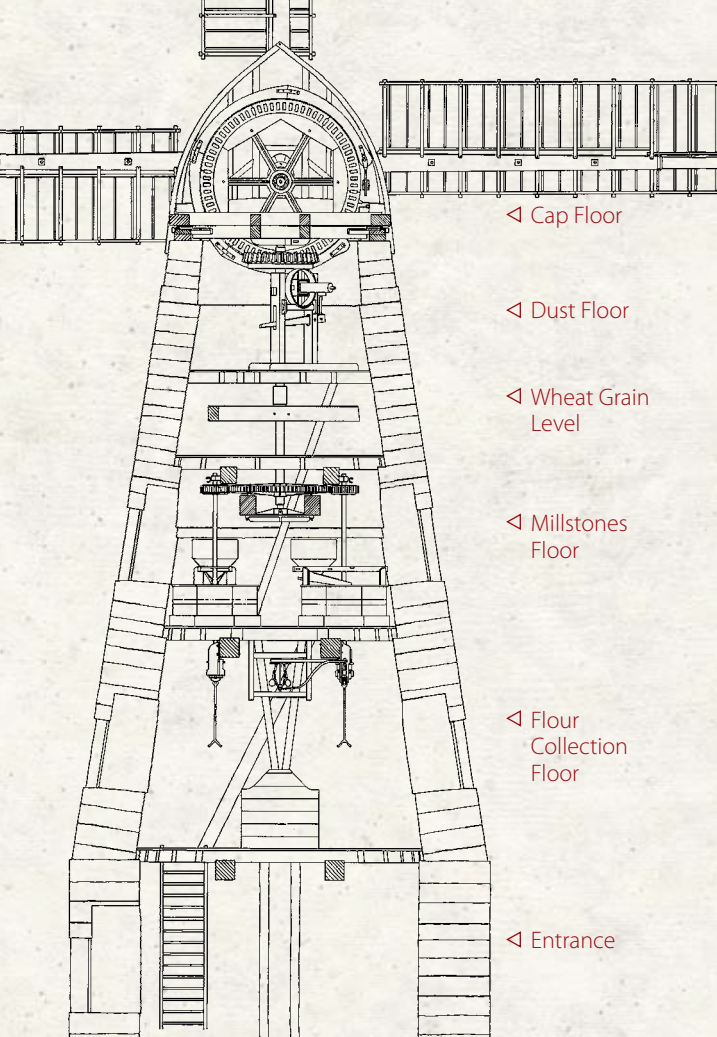 Cap Floor
Dust Floor
Wheat Grain
Level
Millstones
Floor
Flour
Collection
Floor
Entrance